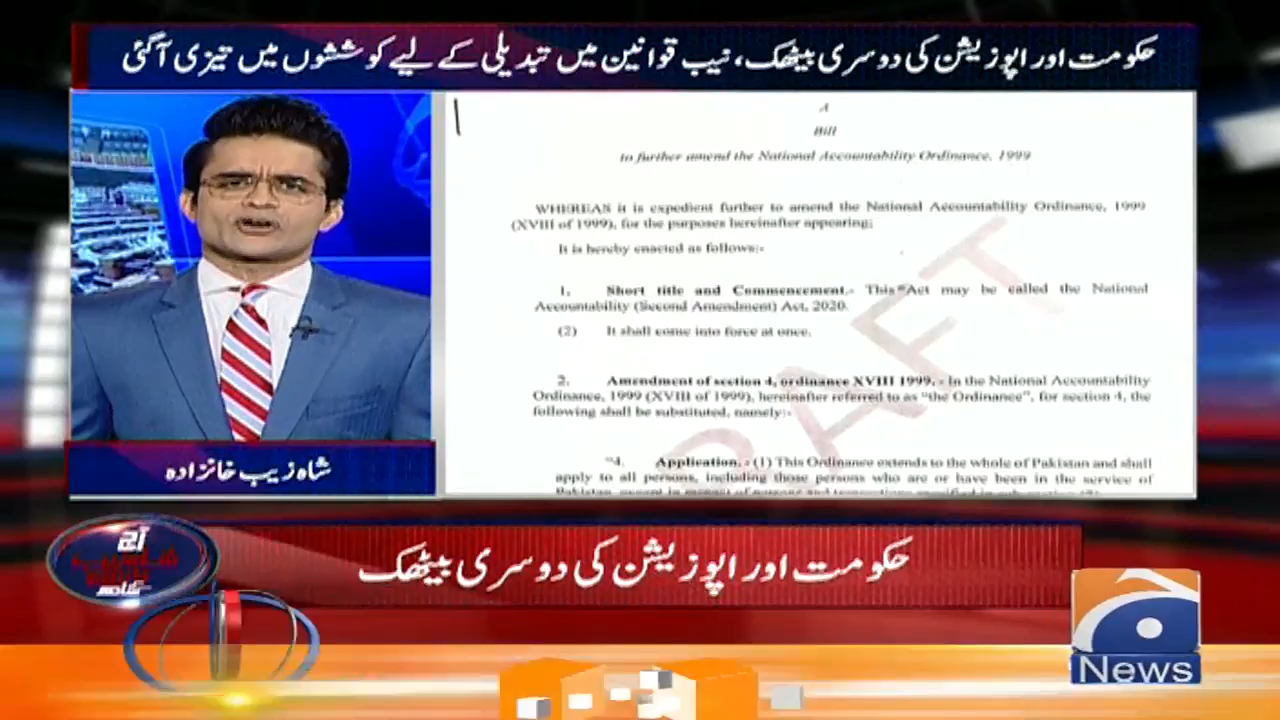 حکومت اور اپوزیشن کی دوسری بیٹھک، نیب قوانین میں تبدیلی کے لیے کوششوں میں تیزی آگئی
A
Bill
to further amend the National Accountability Ordinance, 1999
WHEREAS it is expedient further to amend the National Accountability Ordinance, 1999
(XVIII of 1999), for the purposes hereinafter appearing;
It is hereby enacted as follows:-
1. Short title and Commencement.- This Act may be called the National
Accountability (Second Amendment) Act, 2020.
(2) It shall come into force at once.
2. Amendment of section 4, ordinance XVIII 1999. - In the National Accountability
Ordinance, 1999 (XVIII of 1999), hereinafter referred to as "the Ordinance", for section 4, the
following shall be substituted, namely:-
"4. Application. - (1) This Ordinance extends to the whole of Pakistan and shall
apply to all persons, including those persons who are or have been in the service of
DRAFT
شاہ زیب خانزادہ
آج
حکومت اور اپوزیشن کی دوسری بیٹھک
News